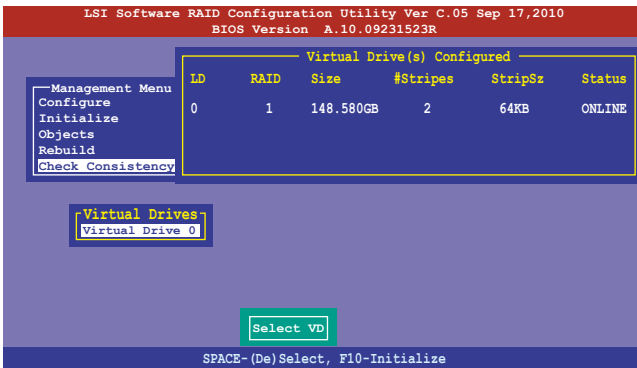 LSI Software RAID Configuration Utility Ver C.05 Sep 17,2010
BIOS Version A.10.09231523R
Virtual Drive(s) Configured
LD RAID Size #Stripes StripSz Status
0 1 148.580GB 2 64KB ONLINE
Management Menu
Configure
Initialize
Objects
Rebuild
Check Consistency
Virtual Drives
Virtual Drive 0
Select VD
SPACE-(De)Select, F10-Initialize